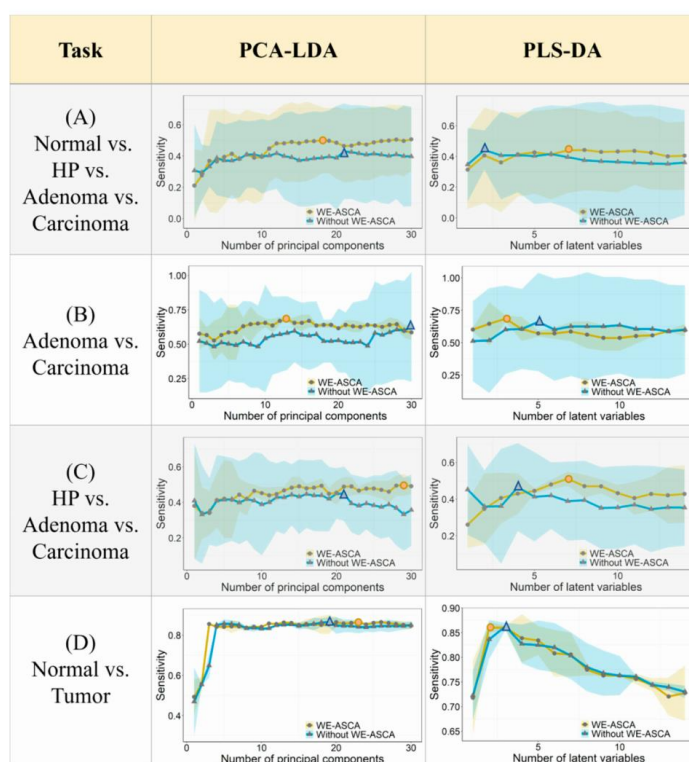 Task PCA-LDA PLS-DA
(A)
Normal vs.
HP vs.
Adenoma vs.
Carcinoma
Sensitivity
0.6
0.4
0.2
0.0
WE-ASCA
Without WE-ASCA
0 10 20 30
Number of principal components
Sensitivity
0.6
0.4
0.2
0.0
WE-ASCA
Without WE-ASCA
5 10
Number of latent variables
(B)
Adenoma vs.
Carcinoma
Sensitivity
1.00
0.75
0.50
0.25
WE-ASCA
Without WE-ASCA
0 10 20 30
Number of principal components
Sensitivity
1.00
0.75
0.50
0.25
WE-ASCA
Without WE-ASCA
5 10
Number of latent variables
(C)
HP vs.
Adenoma vs.
Carcinoma
Sensitivity
0.6
0.4
0.2
WE-ASCA
Without WE-ASCA
0 10 20 30
Number of principal components
Sensitivity
0.6
0.4
0.2
WE-ASCA
Without WE-ASCA
5 10
Number of latent variables
(D)
Normal vs.
Tumor
Sensitivity
0.8
0.6
0.4
WE-ASCA
Without WE-ASCA
0 10 20 30
Number of principal components
Sensitivity
0.90
0.85
0.80
0.75
0.70
0.65
WE-ASCA
Without WE-ASCA
5 10
Number of latent variables